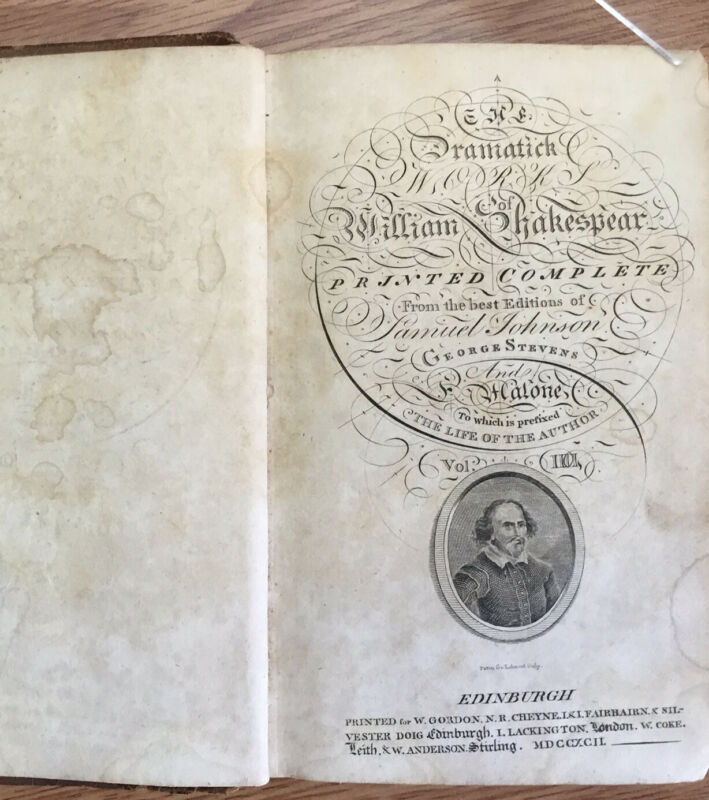 THE
Dramatick
WORKS
of
William Shakespear
PRINTED COMPLETE
From the best Editions of
Samuel Johnson
GEORGE STEVENS
And
Malone,
To which is prefixed
THE LIFE OF THE AUTHOR
Vol.
EDINBURGH
PRINTED for W. GORDON. N. R. CHEYNE. I. & I. FAIRBAIRN. & SIL-
VESTER DOIG Edinburgh. I. LACKINGTON. London. W. COKE.
Leith, & W. ANDERSON. Stirling. MDCCXCII.